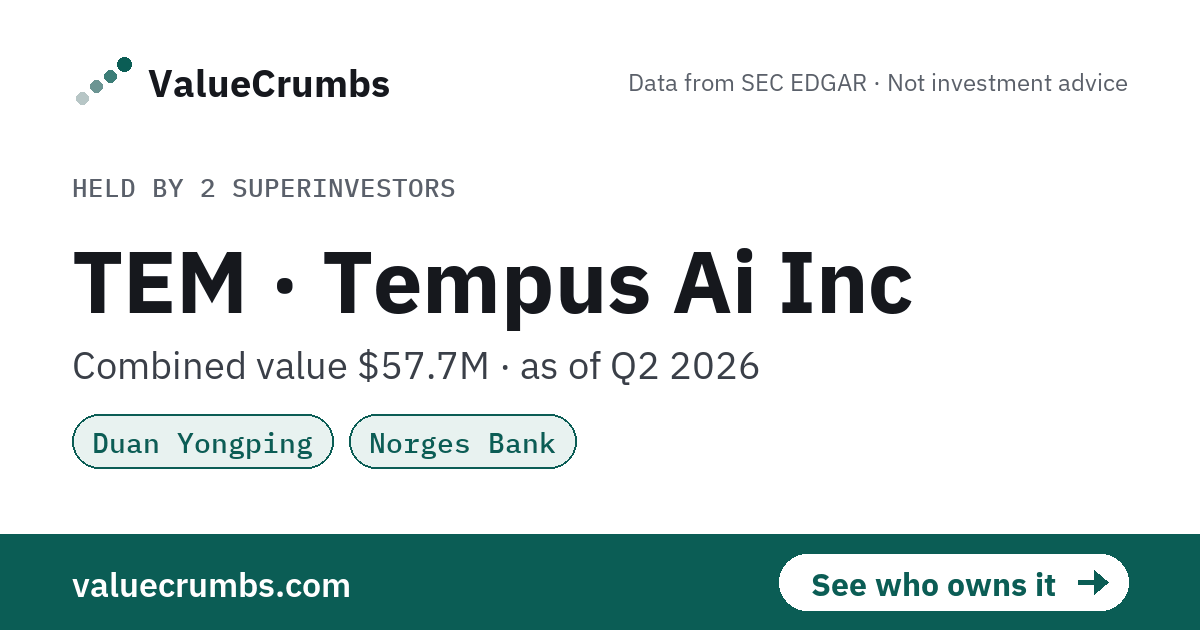 ValueCrumbs
Data from SEC EDGAR · Not investment advice
HELD BY 2 SUPERINVESTORS
TEM · Tempus Ai Inc
Combined value $57.7M · as of Q2 2026
Duan Yongping
Norges Bank
valuecrumbs.com
See who owns it →